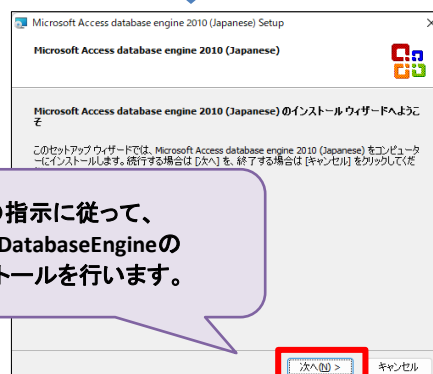 Microsoft Access database engine 2010 (Japanese) Setup
Microsoft Access database engine 2010 (Japanese)
Microsoft Access database engine 2010 (Japanese) のインストール ウィザードへようこ
そ
このセットアップ ウィザードでは、Microsoft Access database engine 2010 (Japanese) をコンピュータ
ーにインストールします。続行する場合は [次へ] を、終了する場合は [キャンセル] をクリックしてくだ
の指示に従って、
DatabaseEngineの
トールを行います。
次へ(N) >
キャンセル